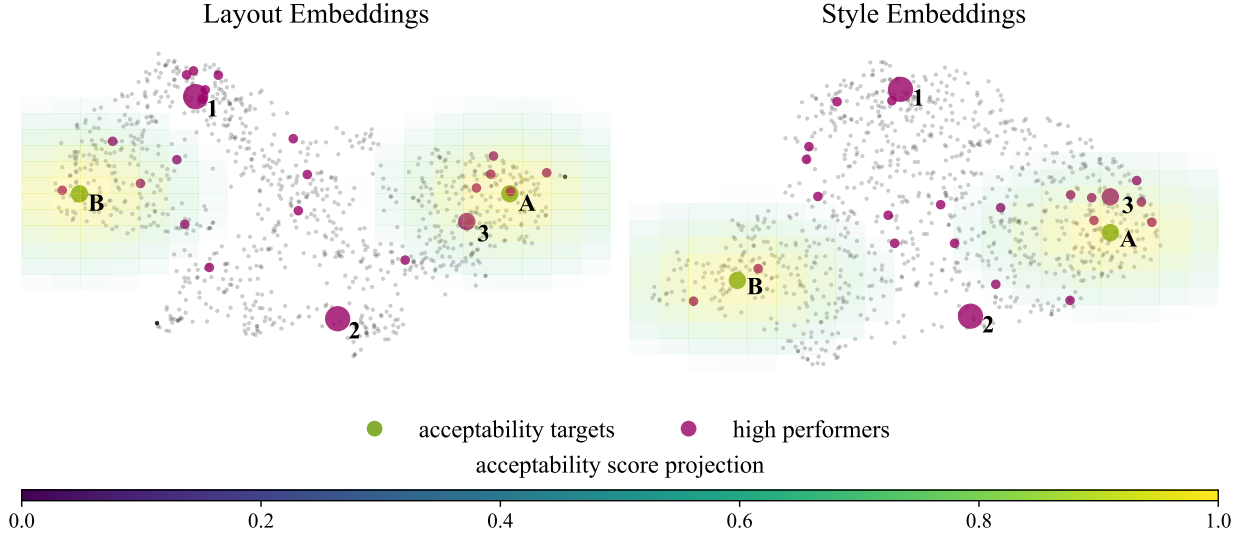 Layout Embeddings
Style Embeddings
1
B
A
3
2
1
3
A
B
2
acceptability targets
high performers
acceptability score projection
0.0 0.2 0.4 0.6 0.8 1.0